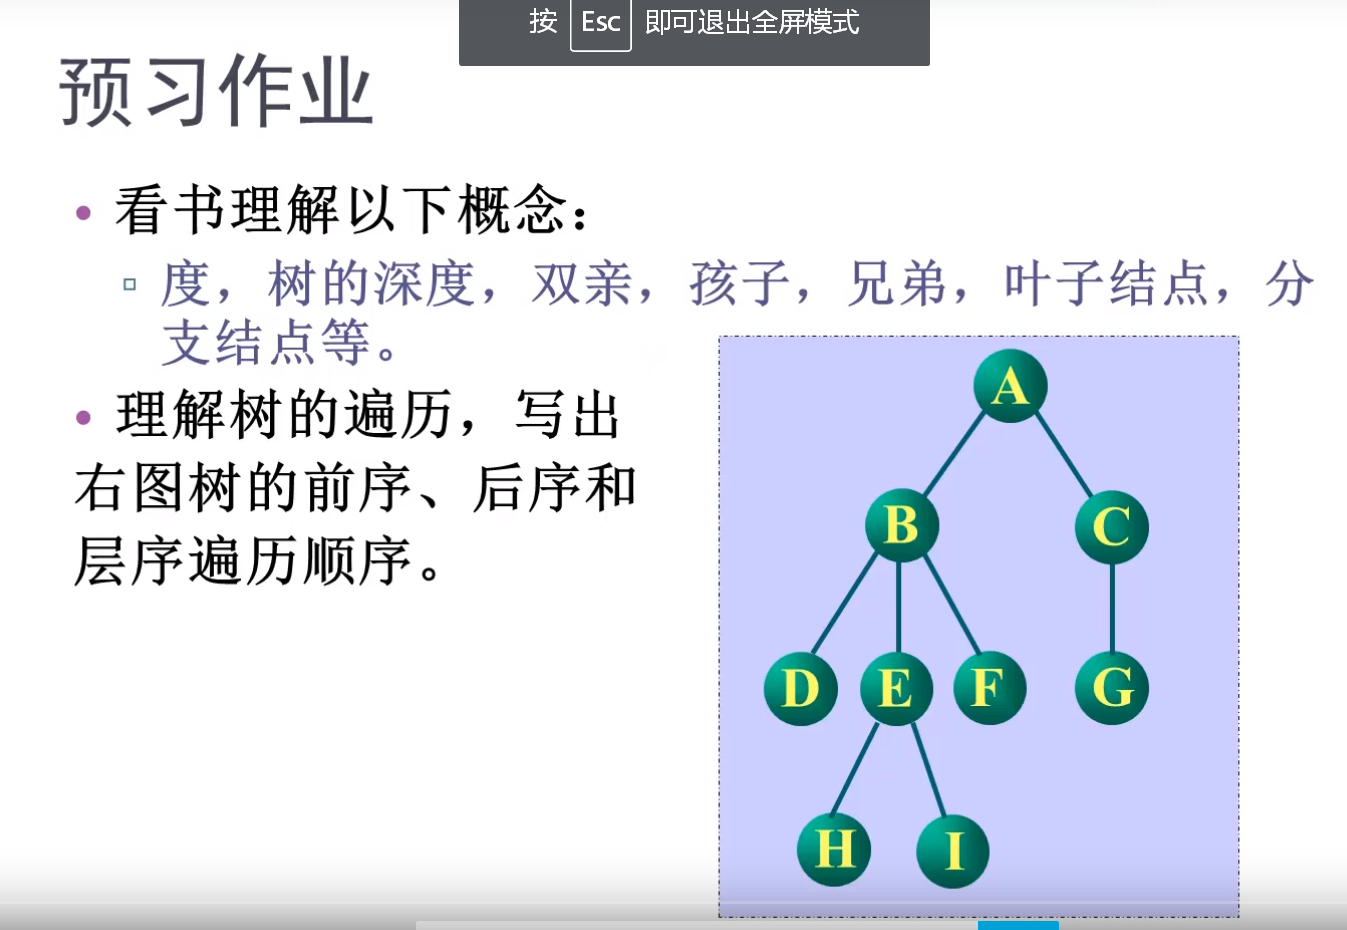 按 Esc 即可退出全屏模式
预习作业
• 看书理解以下概念：
▫ 度，树的深度，双亲，孩子，兄弟，叶子结点，分
支结点等。
• 理解树的遍历，写出
右图树的前序、后序和
层序遍历顺序。
A
B C
D E F G
H I